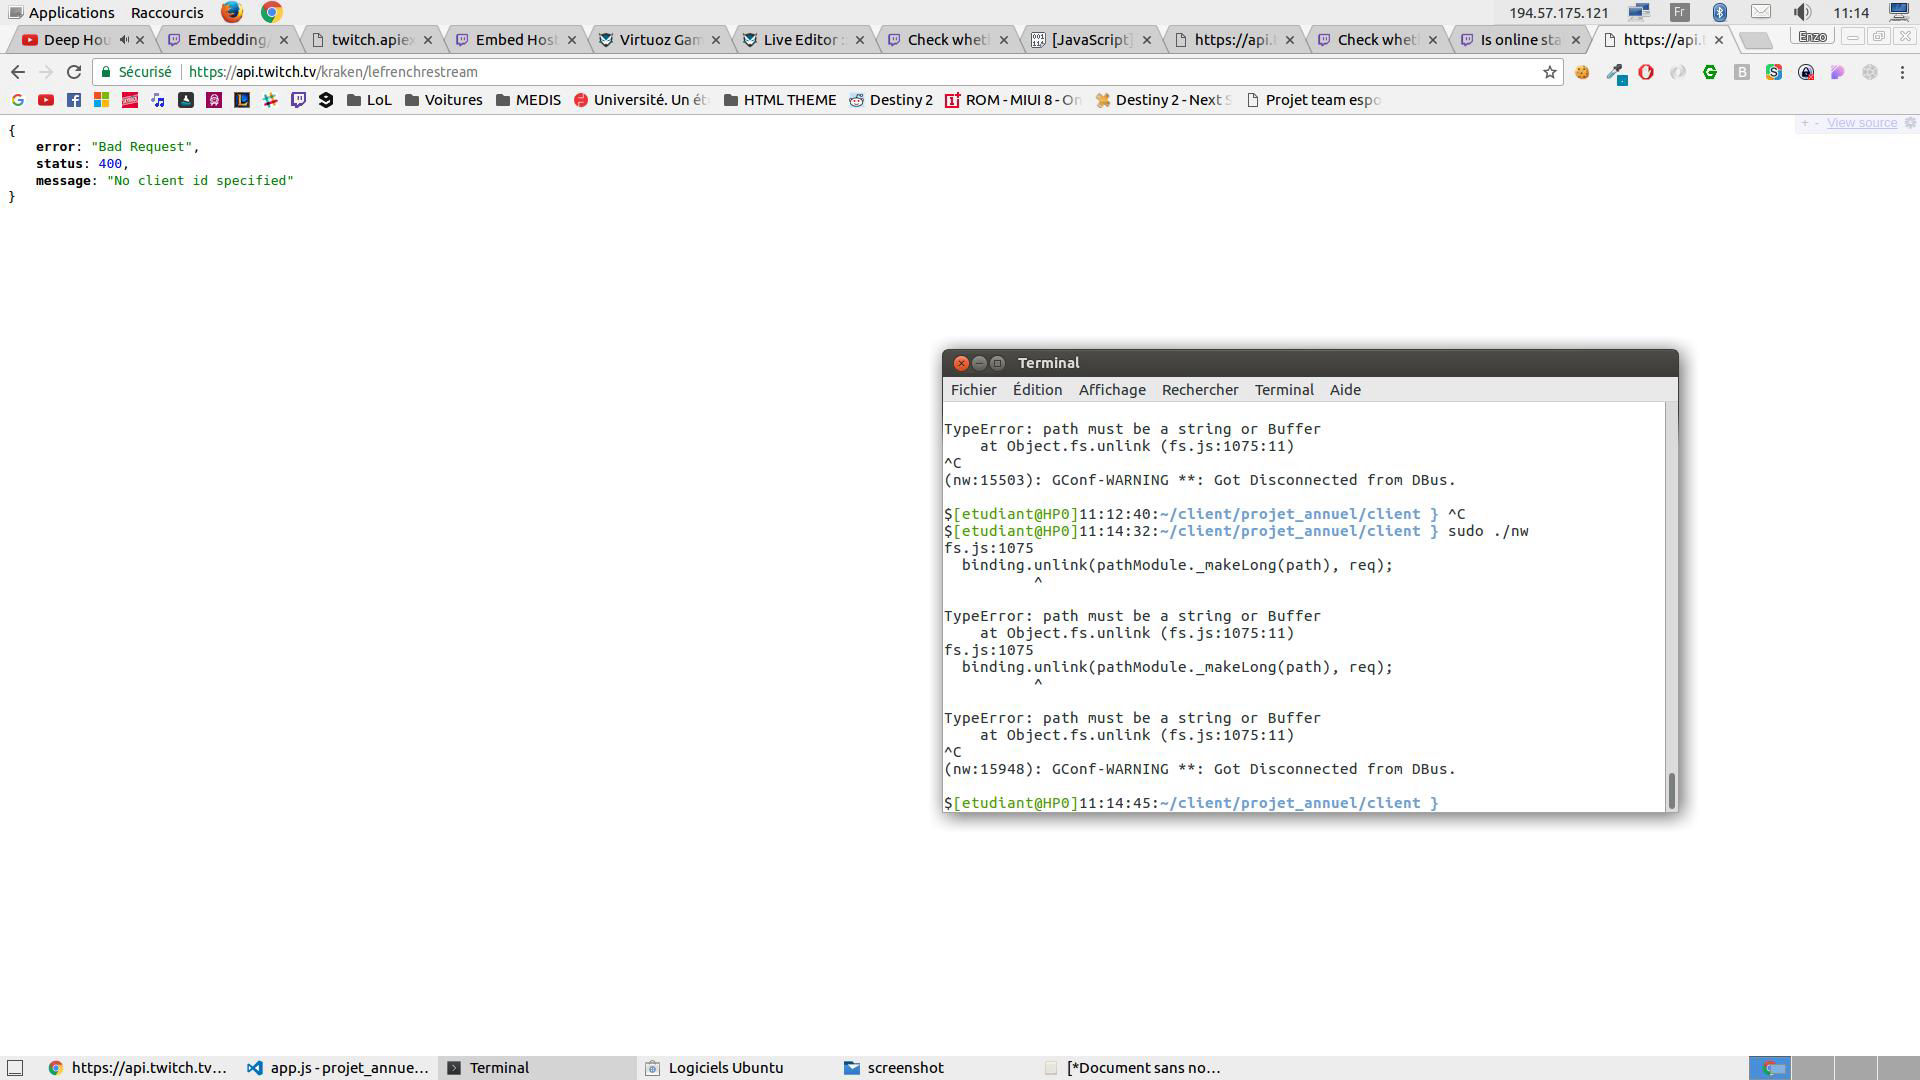 Applications Raccourcis 194.57.175.121 Fr 11:14
Deep Hou Embedding/ twitch.apiex Embed Host Virtuoz Gam Live Editor : Check wheth [JavaScript] https://api.t Check wheth Is online sta https://api.t Enzo
Sécurisé https://api.twitch.tv/kraken/lefrenchrestream
LoL Voitures MEDIS Université. Un ét HTML THEME Destiny 2 ROM - MIUI 8 - On Destiny 2 - Next S Projet team espo
+ - View source
{
error: "Bad Request",
status: 400,
message: "No client id specified"
}
Terminal
Fichier Édition Affichage Rechercher Terminal Aide
TypeError: path must be a string or Buffer
at Object.fs.unlink (fs.js:1075:11)
^C
(nw:15503): GConf-WARNING **: Got Disconnected from DBus.
$[etudiant@HP0]11:12:40:~/client/projet_annuel/client } ^C
$[etudiant@HP0]11:14:32:~/client/projet_annuel/client } sudo ./nw
fs.js:1075
binding.unlink(pathModule._makeLong(path), req);
^
TypeError: path must be a string or Buffer
at Object.fs.unlink (fs.js:1075:11)
fs.js:1075
binding.unlink(pathModule._makeLong(path), req);
^
TypeError: path must be a string or Buffer
at Object.fs.unlink (fs.js:1075:11)
^C
(nw:15948): GConf-WARNING **: Got Disconnected from DBus.
$[etudiant@HP0]11:14:45:~/client/projet_annuel/client }
https://api.twitch.tv... app.js - projet_annue... Terminal Logiciels Ubuntu screenshot [*Document sans no...